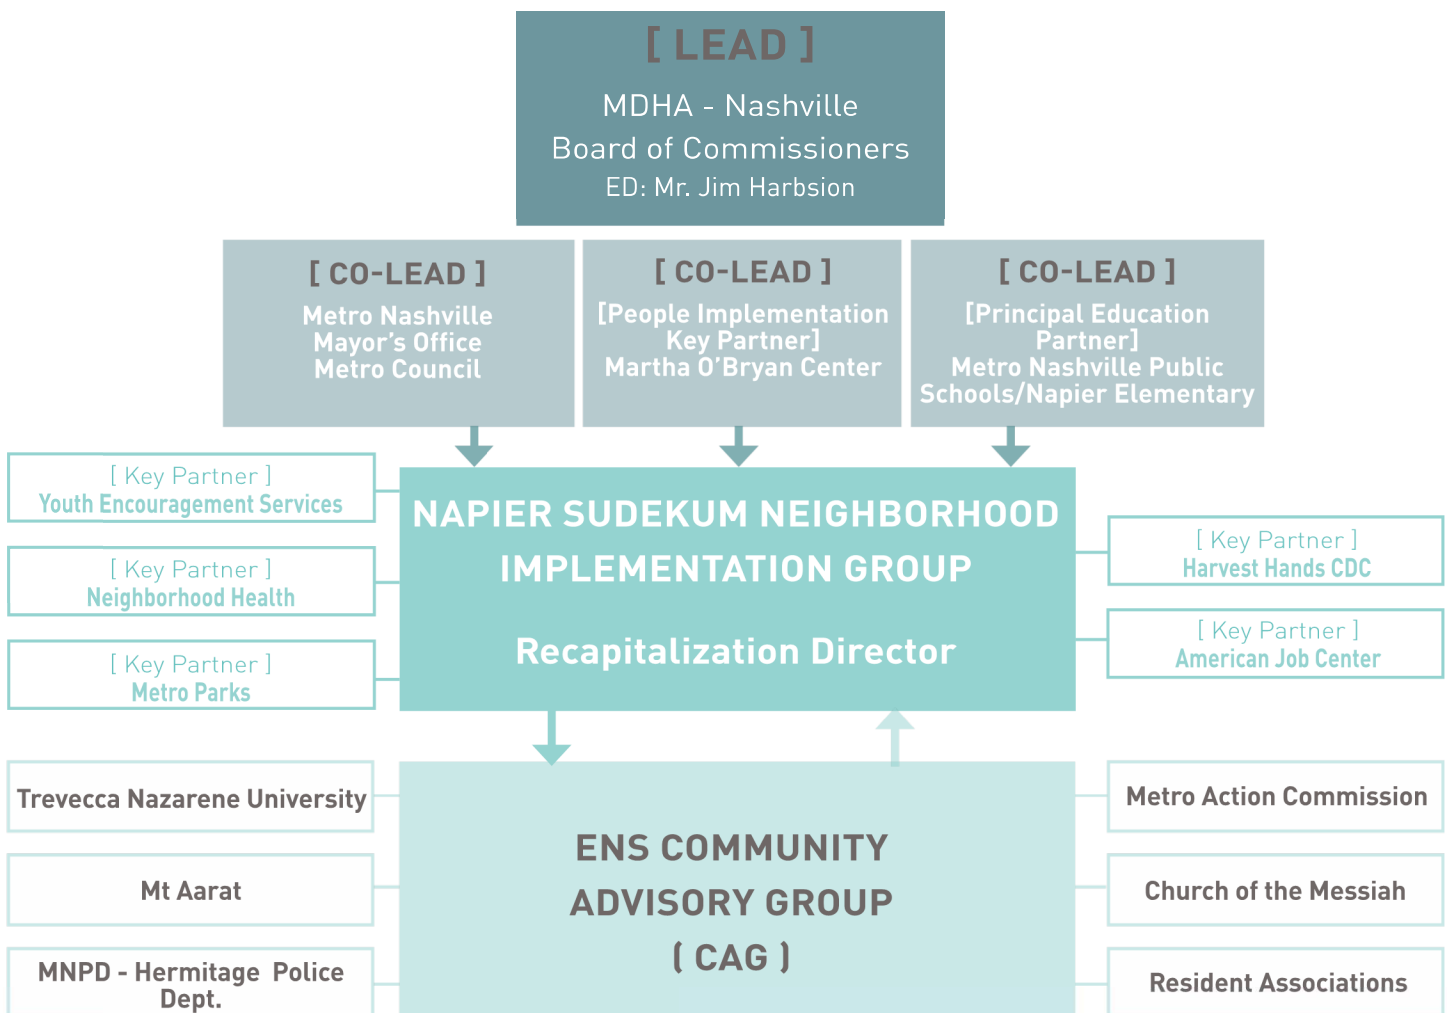 [ LEAD ]
MDHA - Nashville
Board of Commissioners
ED: Mr. Jim Harbsion
[ CO-LEAD ]
Metro Nashville
Mayor's Office
Metro Council
[ CO-LEAD ]
[People Implementation
Key Partner]
Martha O'Bryan Center
[ CO-LEAD ]
[Principal Education
Partner]
Metro Nashville Public
Schools/Napier Elementary
[ Key Partner ]
Youth Encouragement Services
[ Key Partner ]
Neighborhood Health
[ Key Partner ]
Metro Parks
NAPIER SUDEKUM NEIGHBORHOOD
IMPLEMENTATION GROUP
Recapitalization Director
[ Key Partner ]
Harvest Hands CDC
[ Key Partner ]
American Job Center
Trevecca Nazarene University
Mt Aarat
MNPD - Hermitage Police
Dept.
ENS COMMUNITY
ADVISORY GROUP
( CAG )
Metro Action Commission
Church of the Messiah
Resident Associations